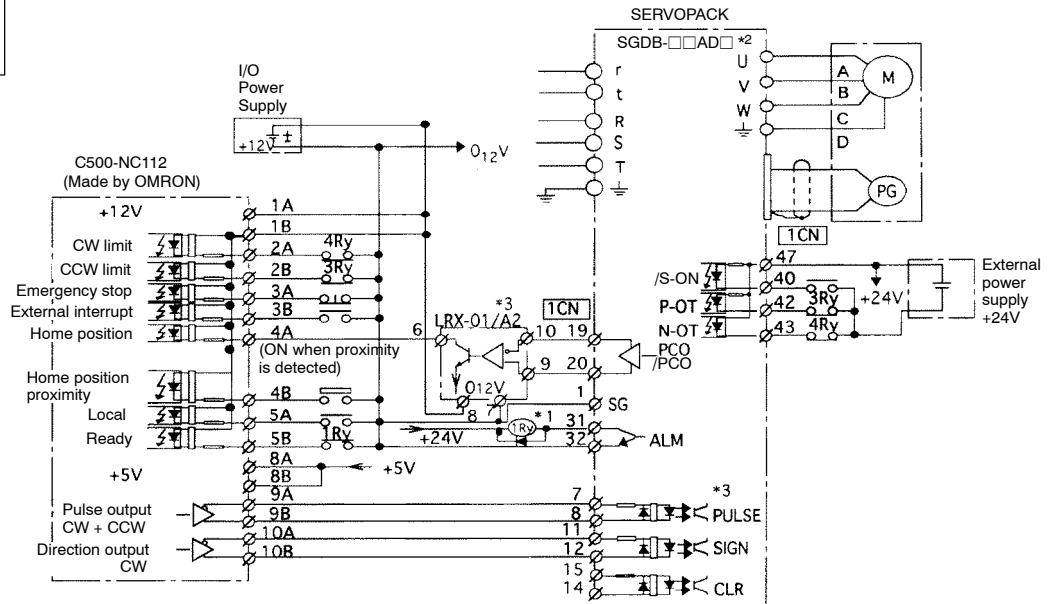 SERVOPACK
SGDB-□□AD□ *2
I/O
Power
Supply
+12V
±
0₁₂V
r
t
R
S
T
U
V
W
A
B
C
D
M
PG
C500-NC112
(Made by OMRON)
+12V
1A
1B
CW limit
2A
4Ry
CCW limit
2B
3Ry
Emergency stop
3A
External interrupt
3B
Home position
4A
(ON when proximity
is detected)
Home position
proximity
4B
Local
5A
Ready
5B
1Ry
8A
+5V
8B
+5V
9A
Pulse output
CW + CCW
9B
10A
Direction output
CW
10B
*3
LRX-01/A2
6
10
9
0₁₂V
8
7
+24V
1Ry
*1
1CN
19
20
PCO
/PCO
1
SG
31
32
ALM
7
8
*3
PULSE
11
12
SIGN
15
14
CLR
1CN
47
/S-ON
40
P-OT
42
3Ry
N-OT
43
4Ry
+24V
External
power
supply
+24V